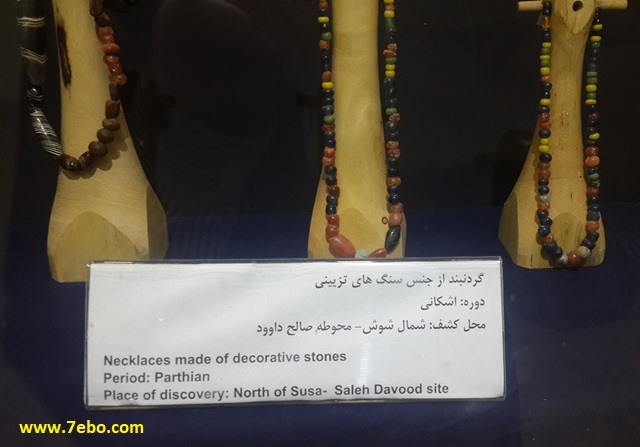 گردنبند از جنس سنگ های تزیینی
دوره: اشکانی
محل کشف: شمال شوش- محوطه صالح داوود
Necklaces made of decorative stones
Period: Parthian
Place of discovery: North of Susa- Saleh Davood site
www.7ebo.com